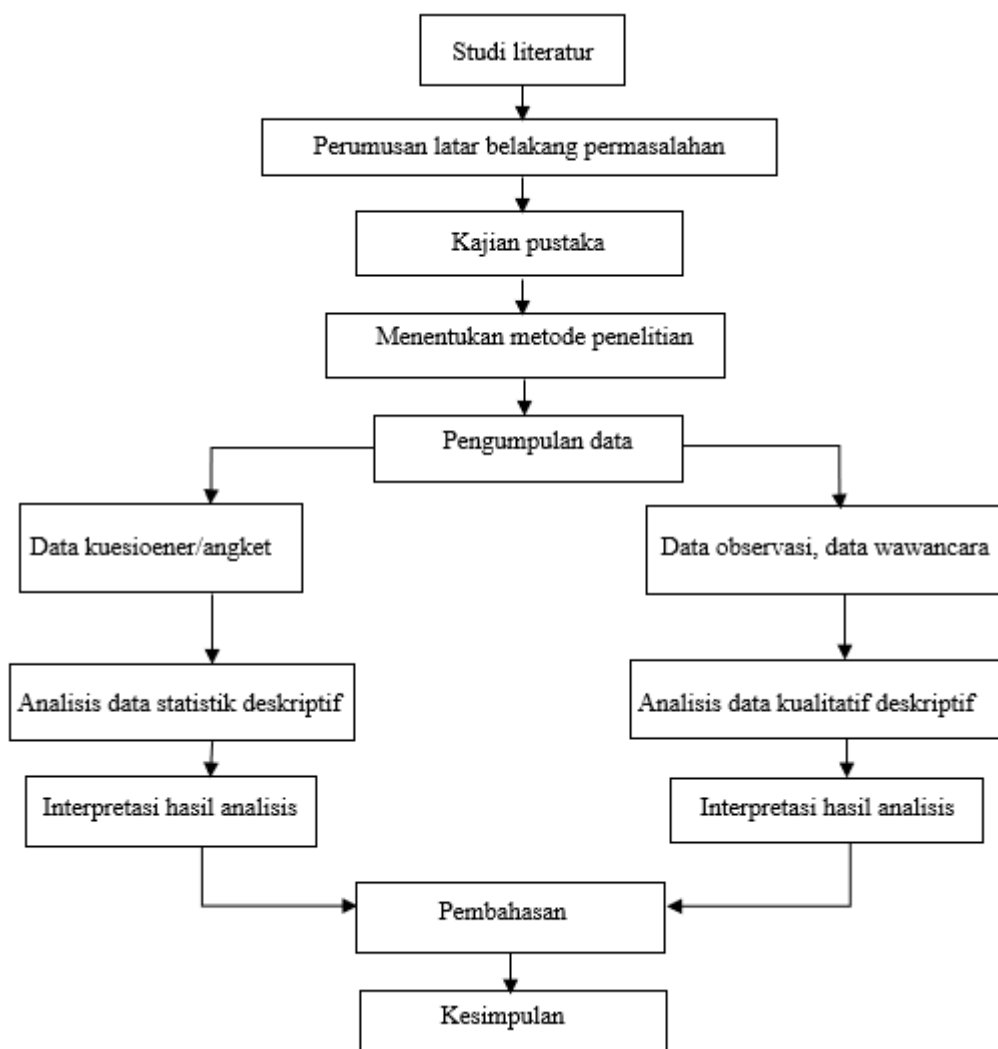 Studi literatur
Perumusan latar belakang permasalahan
Kajian pustaka
Menentukan metode penelitian
Pengumpulan data
Data kuesioener/angket
Data observasi, data wawancara
Analisis data statistik deskriptif
Analisis data kualitatif deskriptif
Interpretasi hasil analisis
Interpretasi hasil analisis
Pembahasan
Kesimpulan